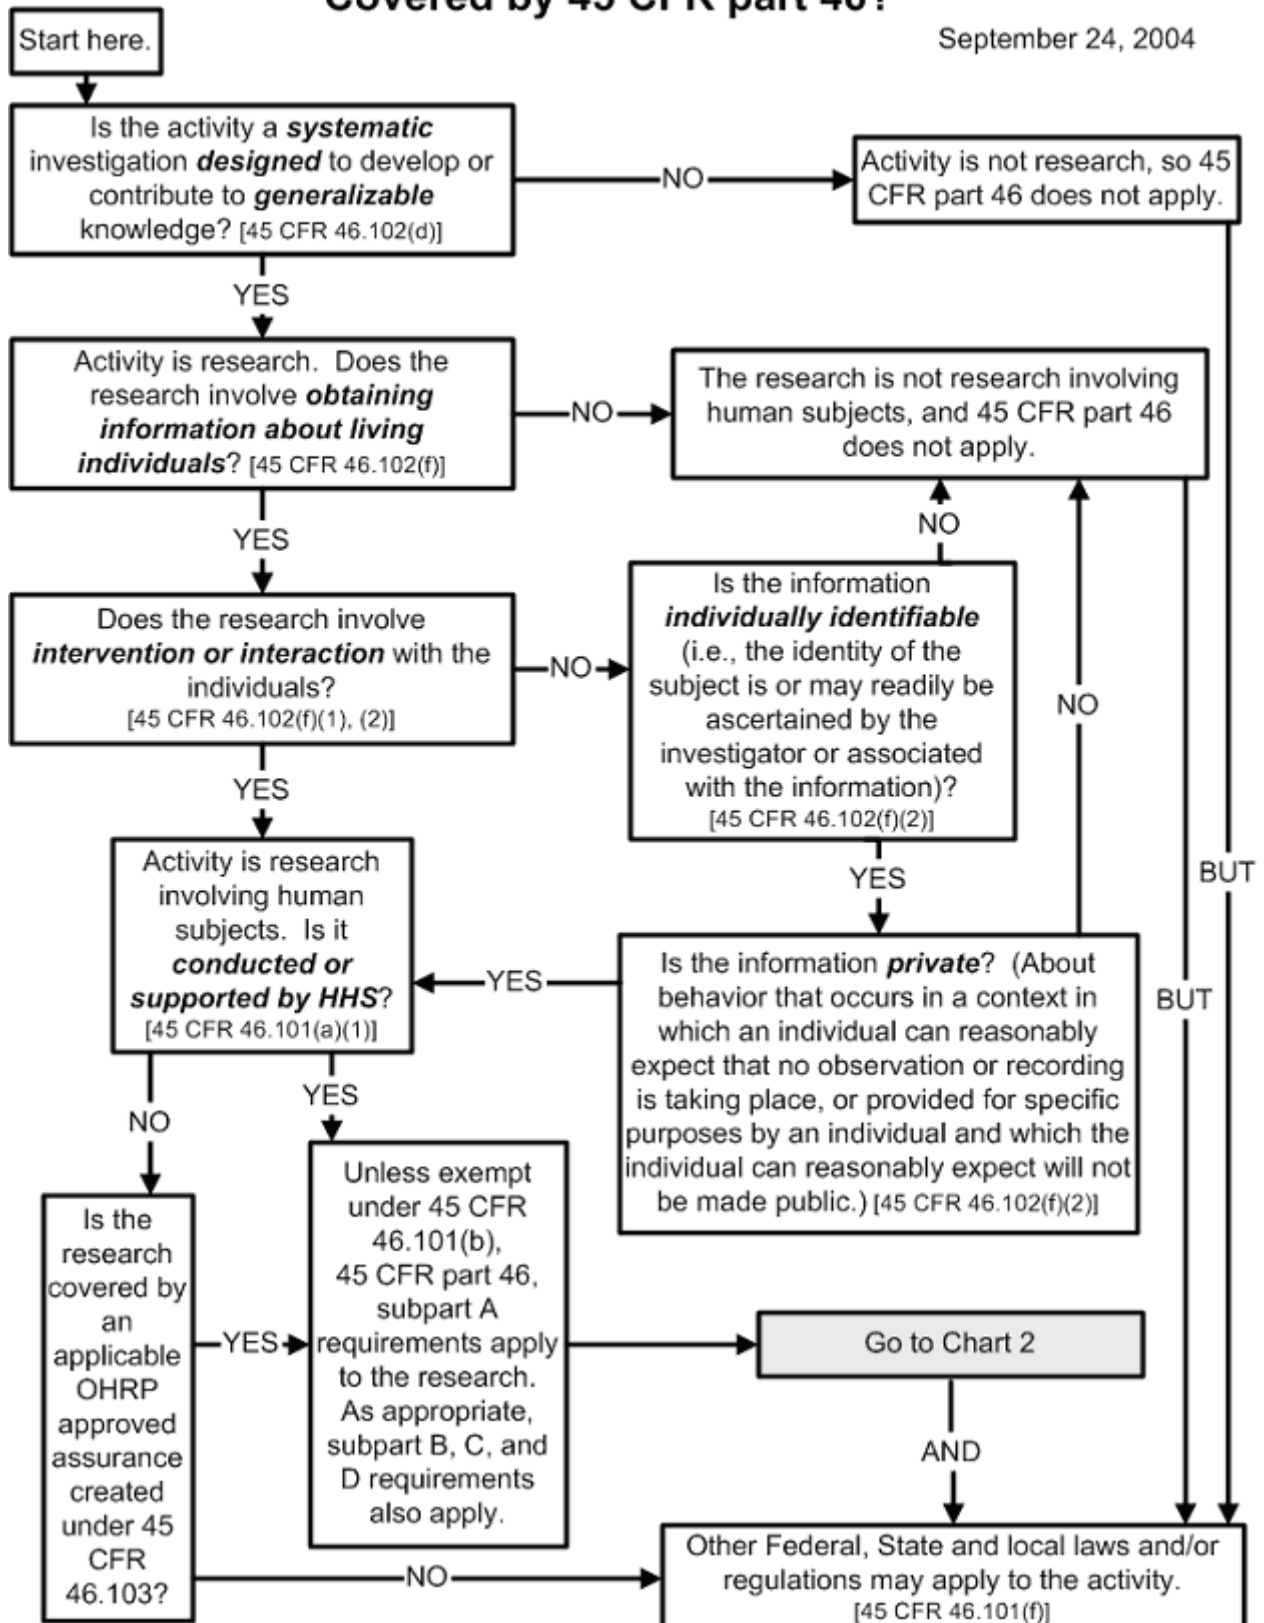 Covered by 45 CFR part 46?
Start here.
September 24, 2004
Is the activity a systematic
investigation designed to develop or
contribute to generalizable
knowledge? [45 CFR 46.102(d)]
NO
Activity is not research, so 45
CFR part 46 does not apply.
YES
Activity is research. Does the
research involve obtaining
information about living
individuals? [45 CFR 46.102(f)]
NO
The research is not research involving
human subjects, and 45 CFR part 46
does not apply.
YES
NO
Does the research involve
intervention or interaction with the
individuals?
[45 CFR 46.102(f)(1), (2)]
NO
Is the information
individually identifiable
(i.e., the identity of the
subject is or may readily be
ascertained by the
investigator or associated
with the information)?
[45 CFR 46.102(f)(2)]
NO
YES
YES
BUT
Activity is research
involving human
subjects. Is it
conducted or
supported by HHS?
[45 CFR 46.101(a)(1)]
YES
Is the information private? (About
behavior that occurs in a context in
which an individual can reasonably
expect that no observation or recording
is taking place, or provided for specific
purposes by an individual and which the
individual can reasonably expect will not
be made public.) [45 CFR 46.102(f)(2)]
BUT
NO
YES
Is the
research
covered by
an
applicable
OHRP
approved
assurance
created
under 45
CFR
46.103?
YES
Unless exempt
under 45 CFR
46.101(b),
45 CFR part 46,
subpart A
requirements apply
to the research.
As appropriate,
subpart B, C, and
D requirements
also apply.
Go to Chart 2
AND
NO
Other Federal, State and local laws and/or
regulations may apply to the activity.
[45 CFR 46.101(f)]